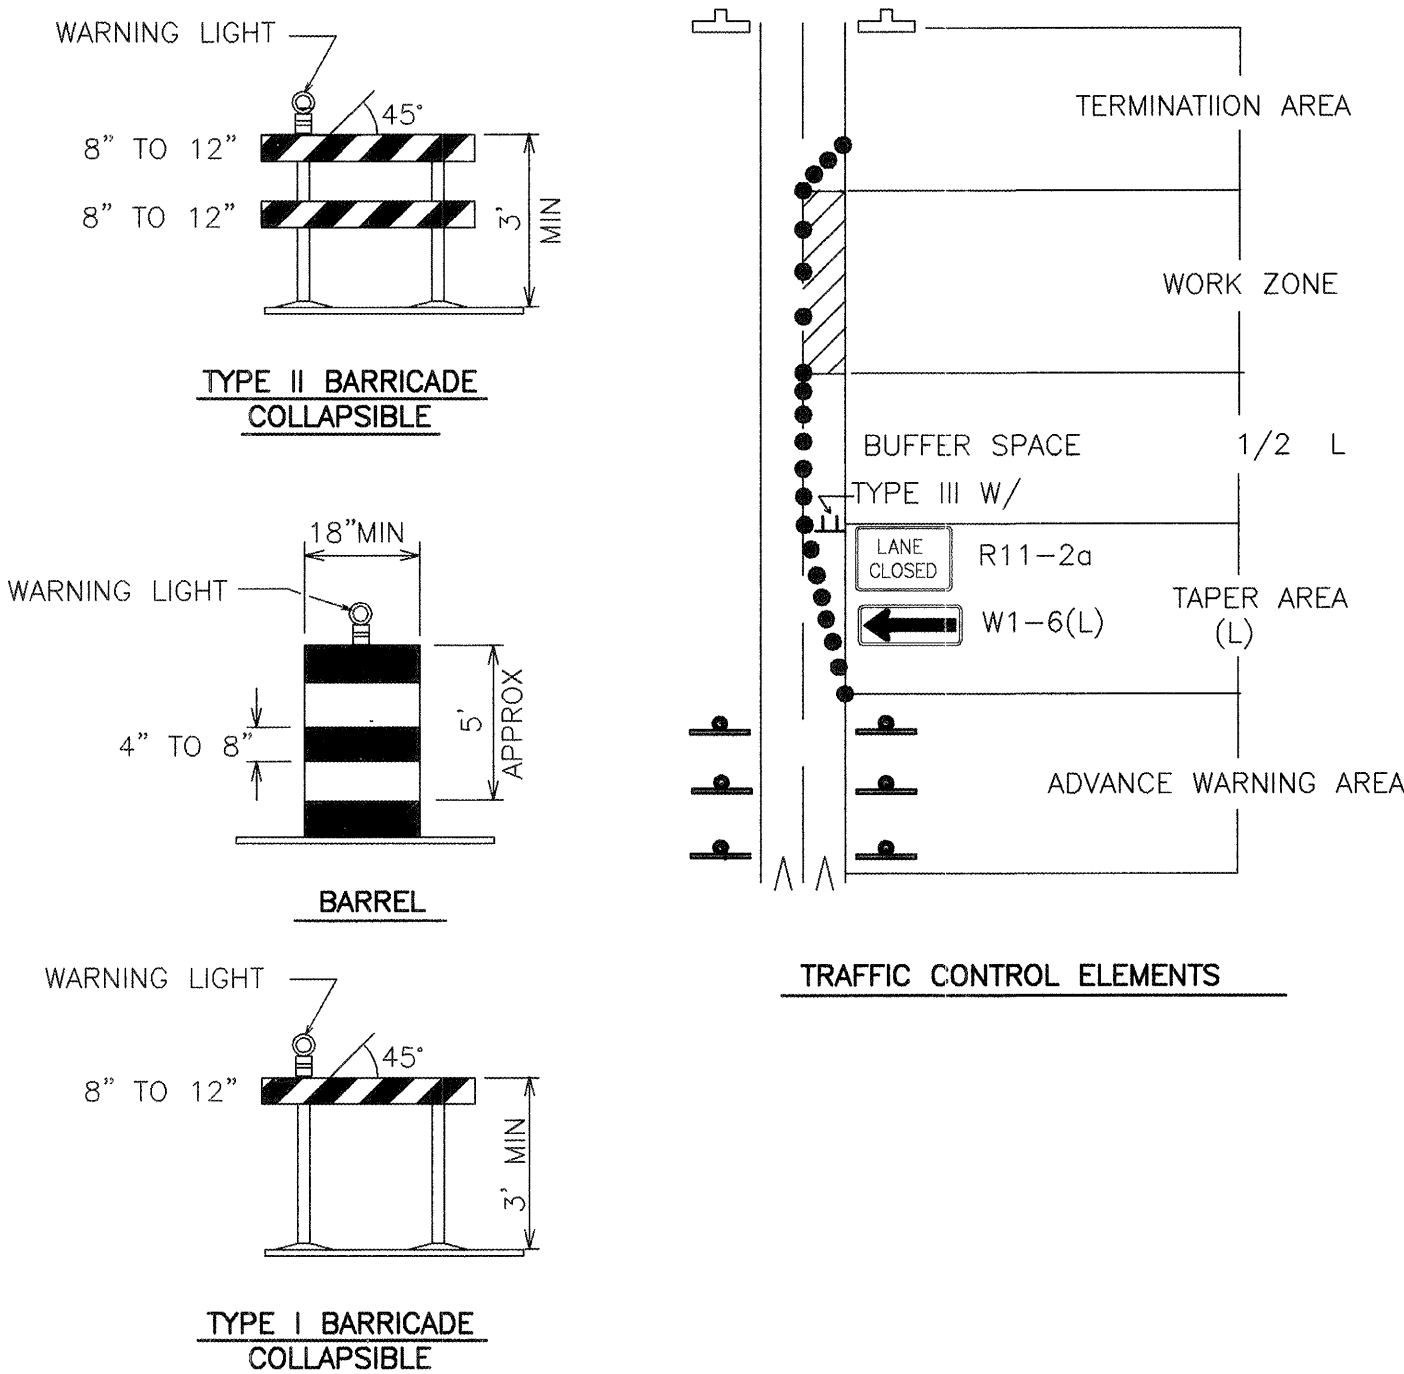 WARNING LIGHT
45°
8" TO 12"
8" TO 12"
3'
MIN
TYPE II BARRICADE
COLLAPSIBLE
18"MIN
WARNING LIGHT
4" TO 8"
5'
APPROX
BARREL
WARNING LIGHT
45°
8" TO 12"
3' MIN
TYPE I BARRICADE
COLLAPSIBLE
TERMINATIION AREA
WORK ZONE
BUFFER SPACE 1/2 L
TYPE III W/
LANE
CLOSED
R11-2a
TAPER AREA
(L)
W1-6(L)
ADVANCE WARNING AREA
TRAFFIC CONTROL ELEMENTS